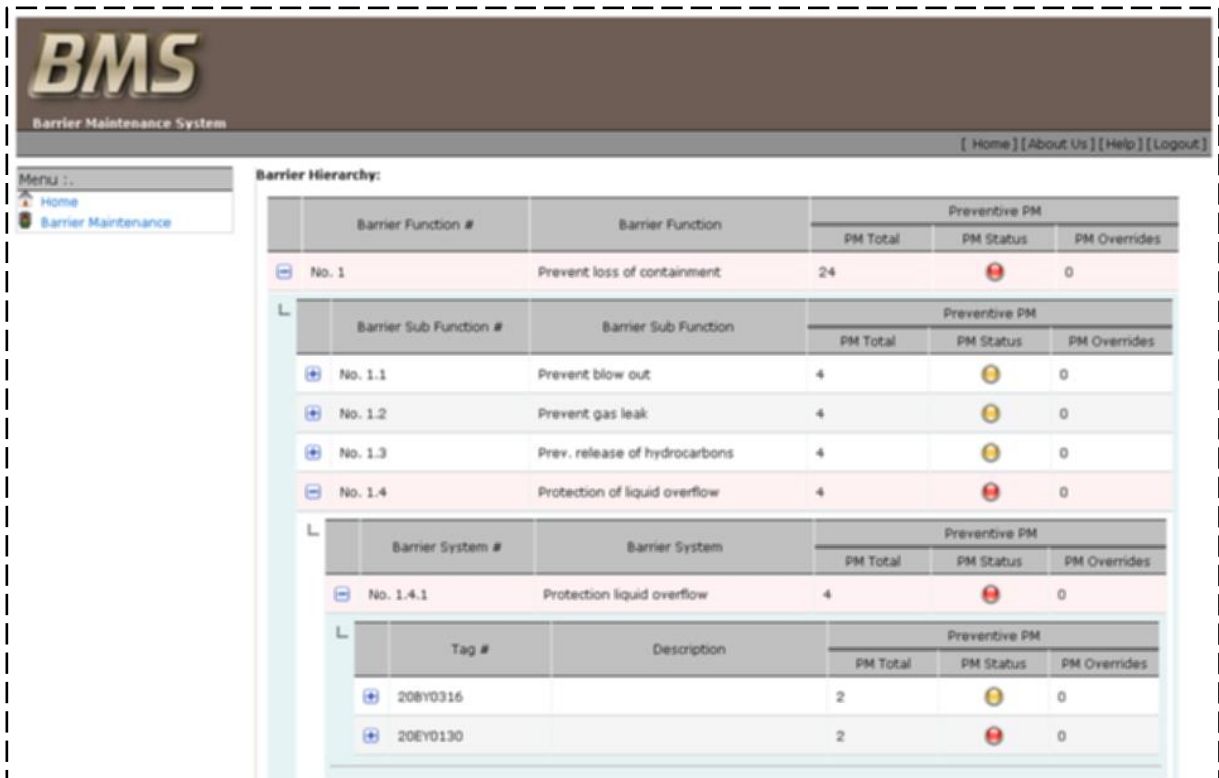 BMS
Barrier Maintenance System
[ Home ] [ About Us ] [ Help ] [ Logout ]
Menu :.
Home
Barrier Maintenance
Barrier Hierarchy:
Barrier Function # Barrier Function Preventive PM
PM Total PM Status PM Overrides
No. 1 Prevent loss of containment 24 0
Barrier Sub Function # Barrier Sub Function Preventive PM
PM Total PM Status PM Overrides
No. 1.1 Prevent blow out 4 0
No. 1.2 Prevent gas leak 4 0
No. 1.3 Prev. release of hydrocarbons 4 0
No. 1.4 Protection of liquid overflow 4 0
Barrier System # Barrier System Preventive PM
PM Total PM Status PM Overrides
No. 1.4.1 Protection liquid overflow 4 0
Tag # Description Preventive PM
PM Total PM Status PM Overrides
20BY0316 2 0
20EY0130 2 0